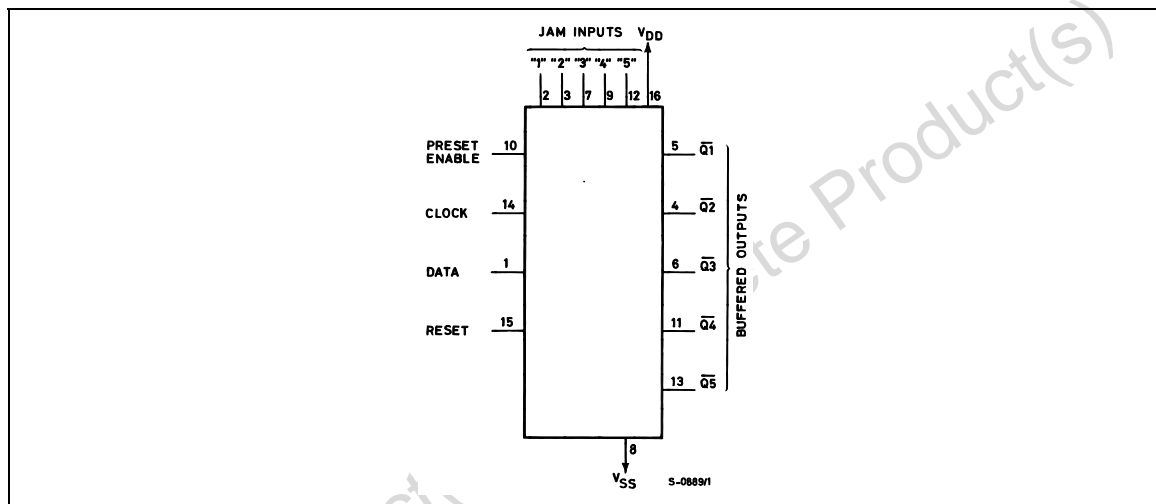 JAM INPUTS VDD
"1" "2" "3" "4" "5"
2 3 7 9 12 16
PRESET
ENABLE 10
CLOCK 14
DATA 1
RESET 15
5 Q̅1̅
4 Q̅2̅
6 Q̅3̅
11 Q̅4̅
13 Q̅5̅
BUFFERED OUTPUTS
8
VSS
S-0889/1
ete Product(s)